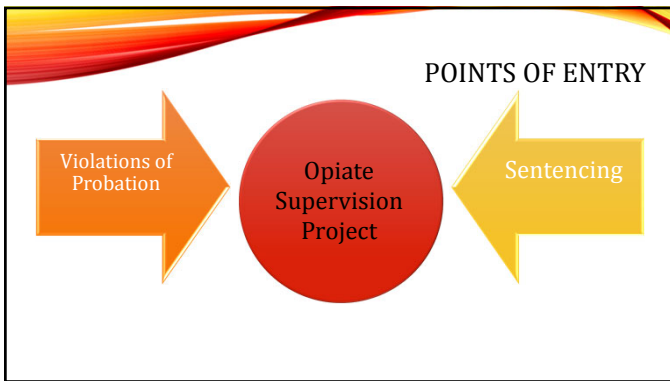 POINTS OF ENTRY
Violations of
Probation
Opiate
Supervision
Project
Sentencing